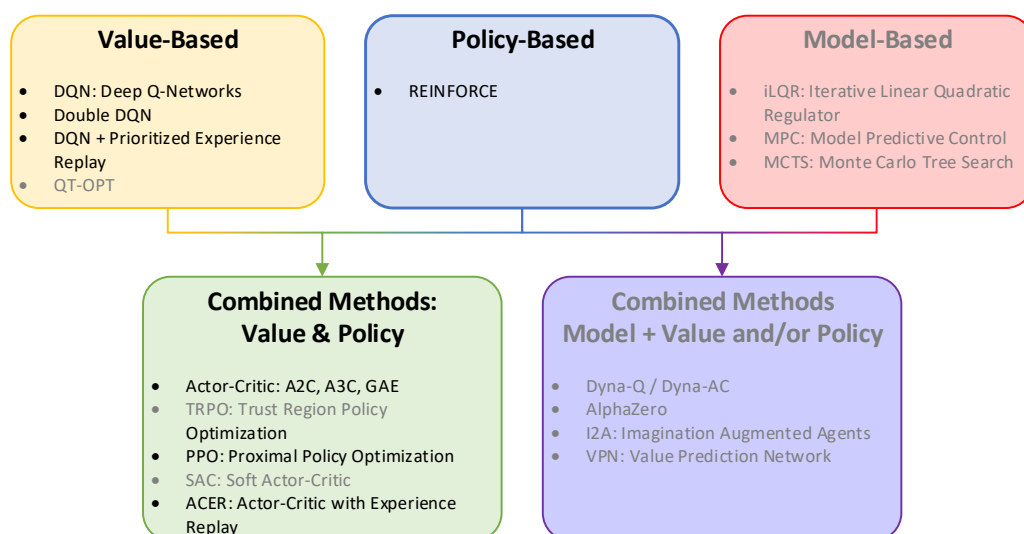 Value-Based
• DQN: Deep Q-Networks
• Double DQN
• DQN + Prioritized Experience
Replay
• QT-OPT
Policy-Based
• REINFORCE
Model-Based
• iLQR: Iterative Linear Quadratic
Regulator
• MPC: Model Predictive Control
• MCTS: Monte Carlo Tree Search
Combined Methods:
Value & Policy
• Actor-Critic: A2C, A3C, GAE
• TRPO: Trust Region Policy
Optimization
• PPO: Proximal Policy Optimization
• SAC: Soft Actor-Critic
• ACER: Actor-Critic with Experience
Replay
Combined Methods
Model + Value and/or Policy
• Dyna-Q / Dyna-AC
• AlphaZero
• I2A: Imagination Augmented Agents
• VPN: Value Prediction Network